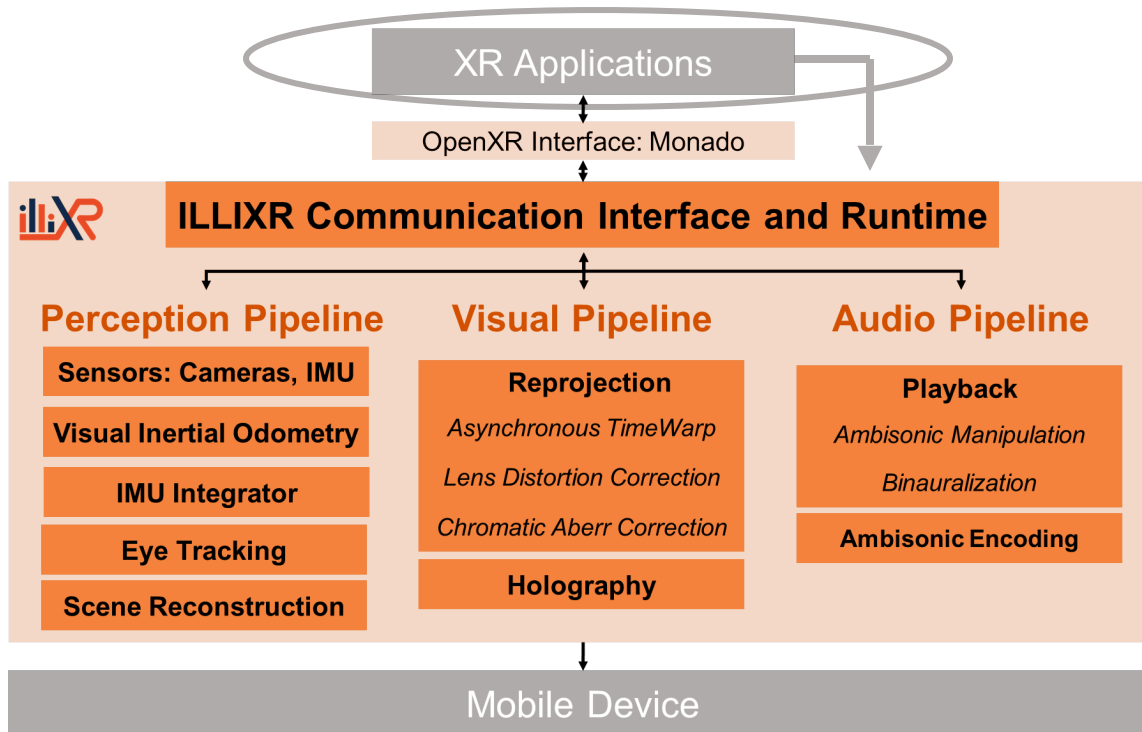 XR Applications
OpenXR Interface: Monado
illiXR
ILLIXR Communication Interface and Runtime
Perception Pipeline
Sensors: Cameras, IMU
Visual Inertial Odometry
IMU Integrator
Eye Tracking
Scene Reconstruction
Visual Pipeline
Reprojection
Asynchronous TimeWarp
Lens Distortion Correction
Chromatic Aberr Correction
Holography
Audio Pipeline
Playback
Ambisonic Manipulation
Binauralization
Ambisonic Encoding
Mobile Device